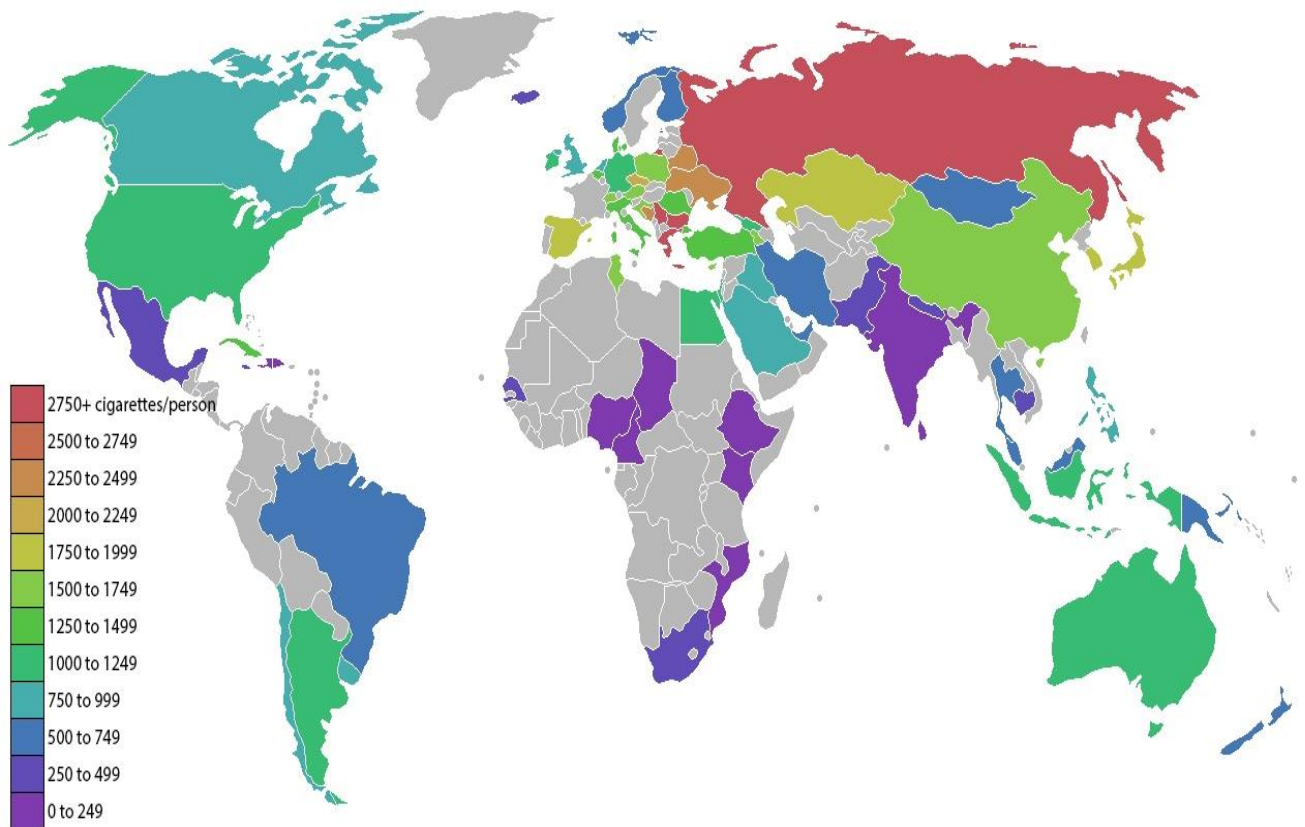 2750+ cigarettes/person
2500 to 2749
2250 to 2499
2000 to 2249
1750 to 1999
1500 to 1749
1250 to 1499
1000 to 1249
750 to 999
500 to 749
250 to 499
0 to 249